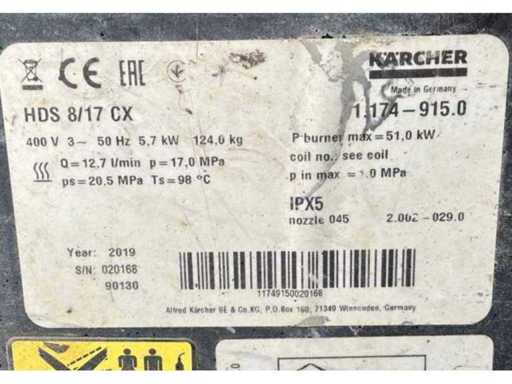 CE EAC
KÄRCHER
Made in Germany
HDS 8/17 CX
1.174-915.0
400 V 3~ 50 Hz 5,7 kW 124,0 kg
P burner max=51,0 kW
Q=12,7 l/min p=17,0 MPa
coil no.: see coil
ps=20,5 MPa Ts=98 °C
p in max = 1,0 MPa
IPX5
nozzle 045 2.002-029.0
Year: 2019
S/N: 020168
90130
11749150020168
Alfred Kärcher SE & Co.KG, P.O.Box 160, 71349 Winnenden, Germany